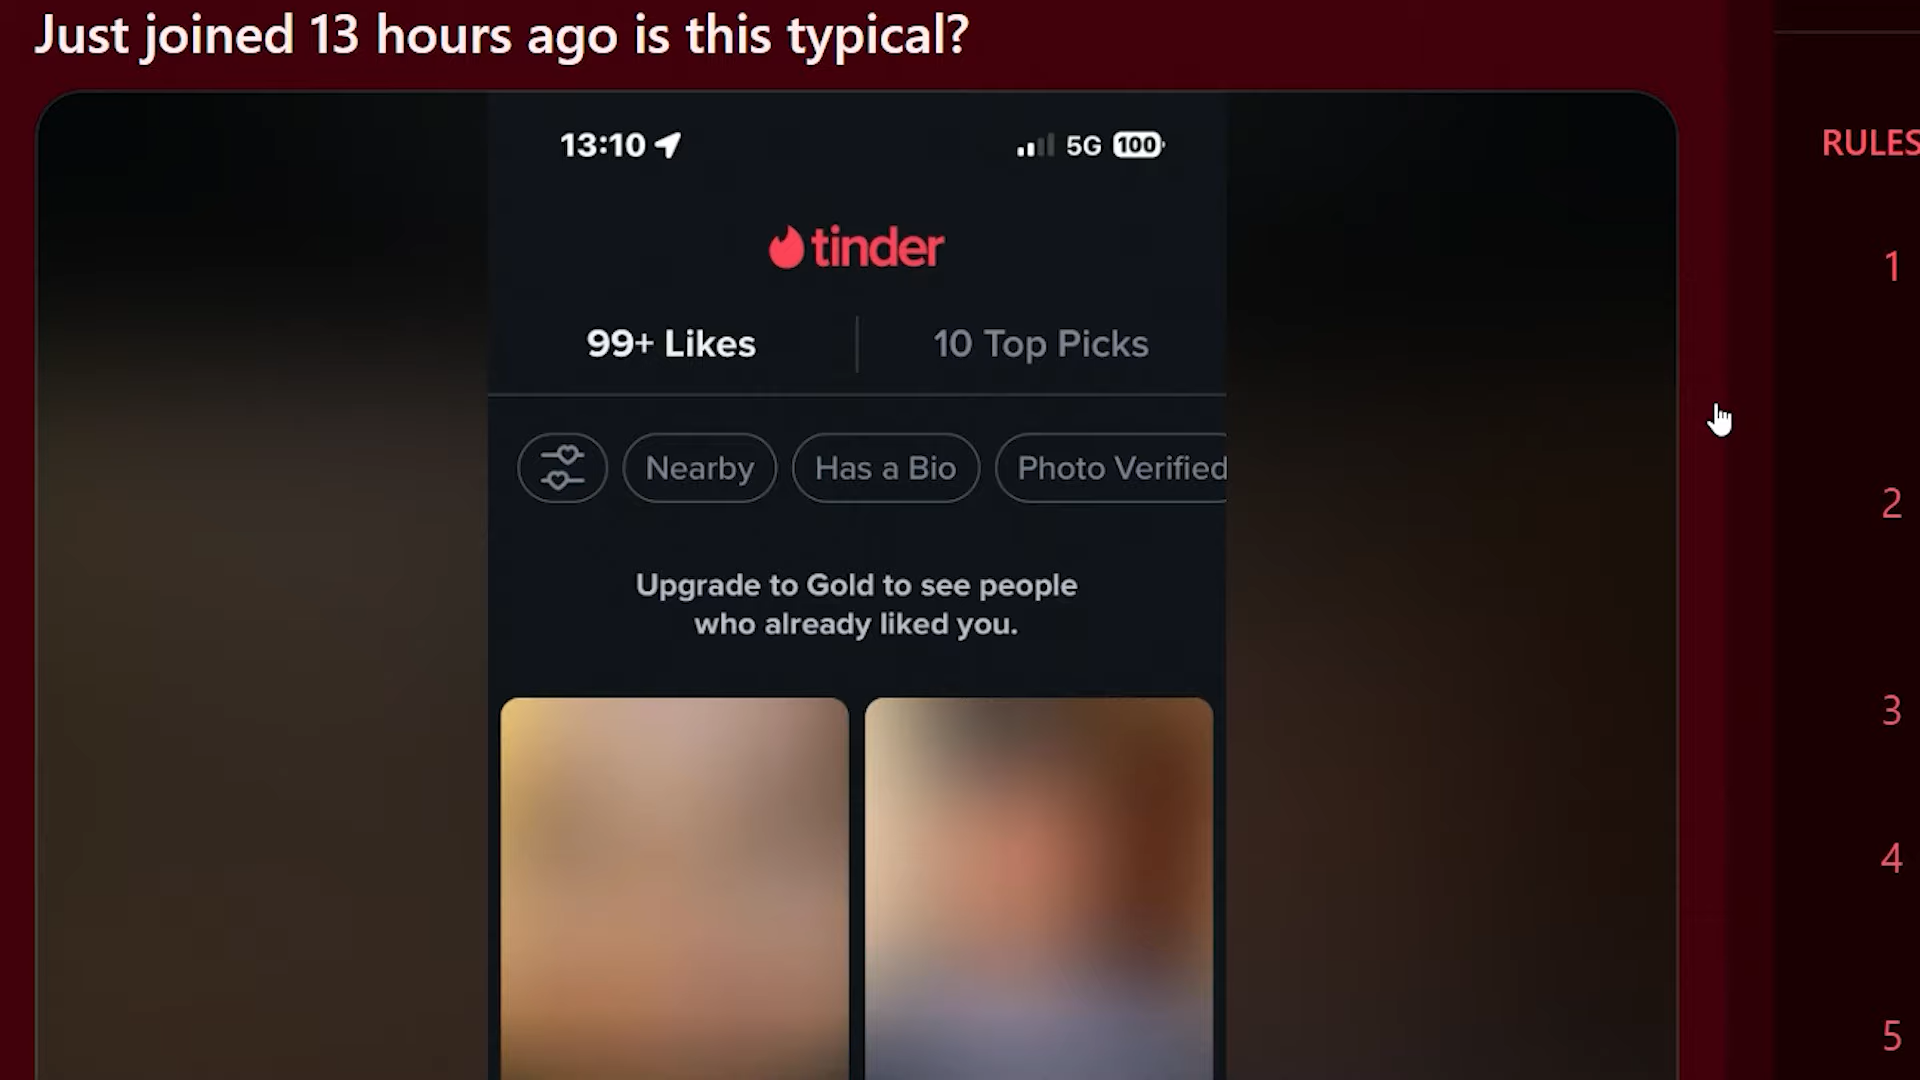 Just joined 13 hours ago is this typical?
RULES
13:10
5G 100
tinder
99+ Likes
10 Top Picks
Nearby
Has a Bio
Photo Verified
Upgrade to Gold to see people
who already liked you.
1
2
3
4
5